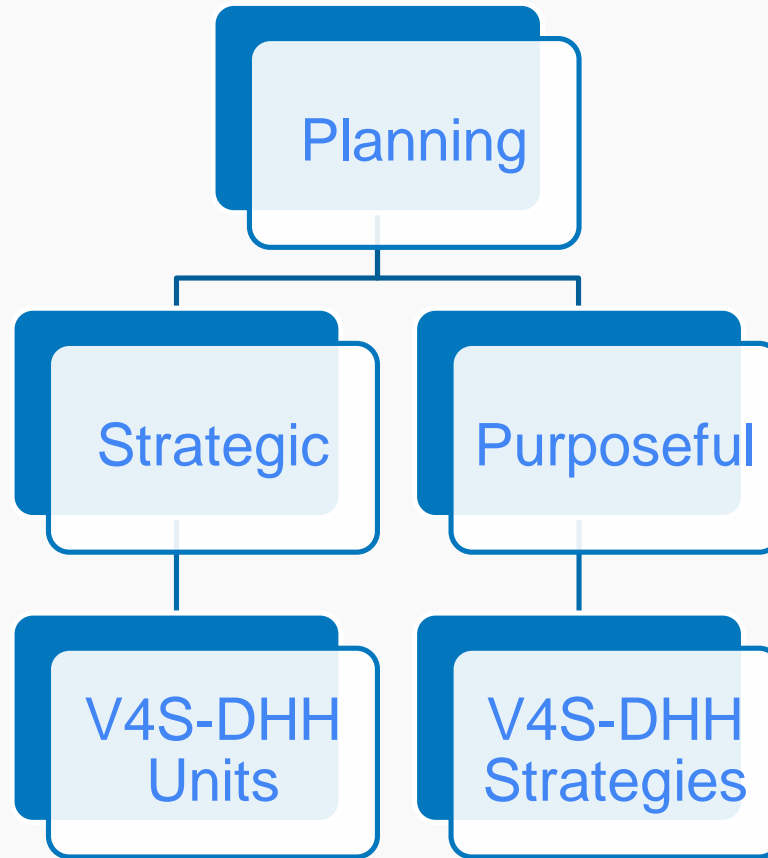 Planning
Strategic
Purposeful
V4S-DHH
Units
V4S-DHH
Strategies